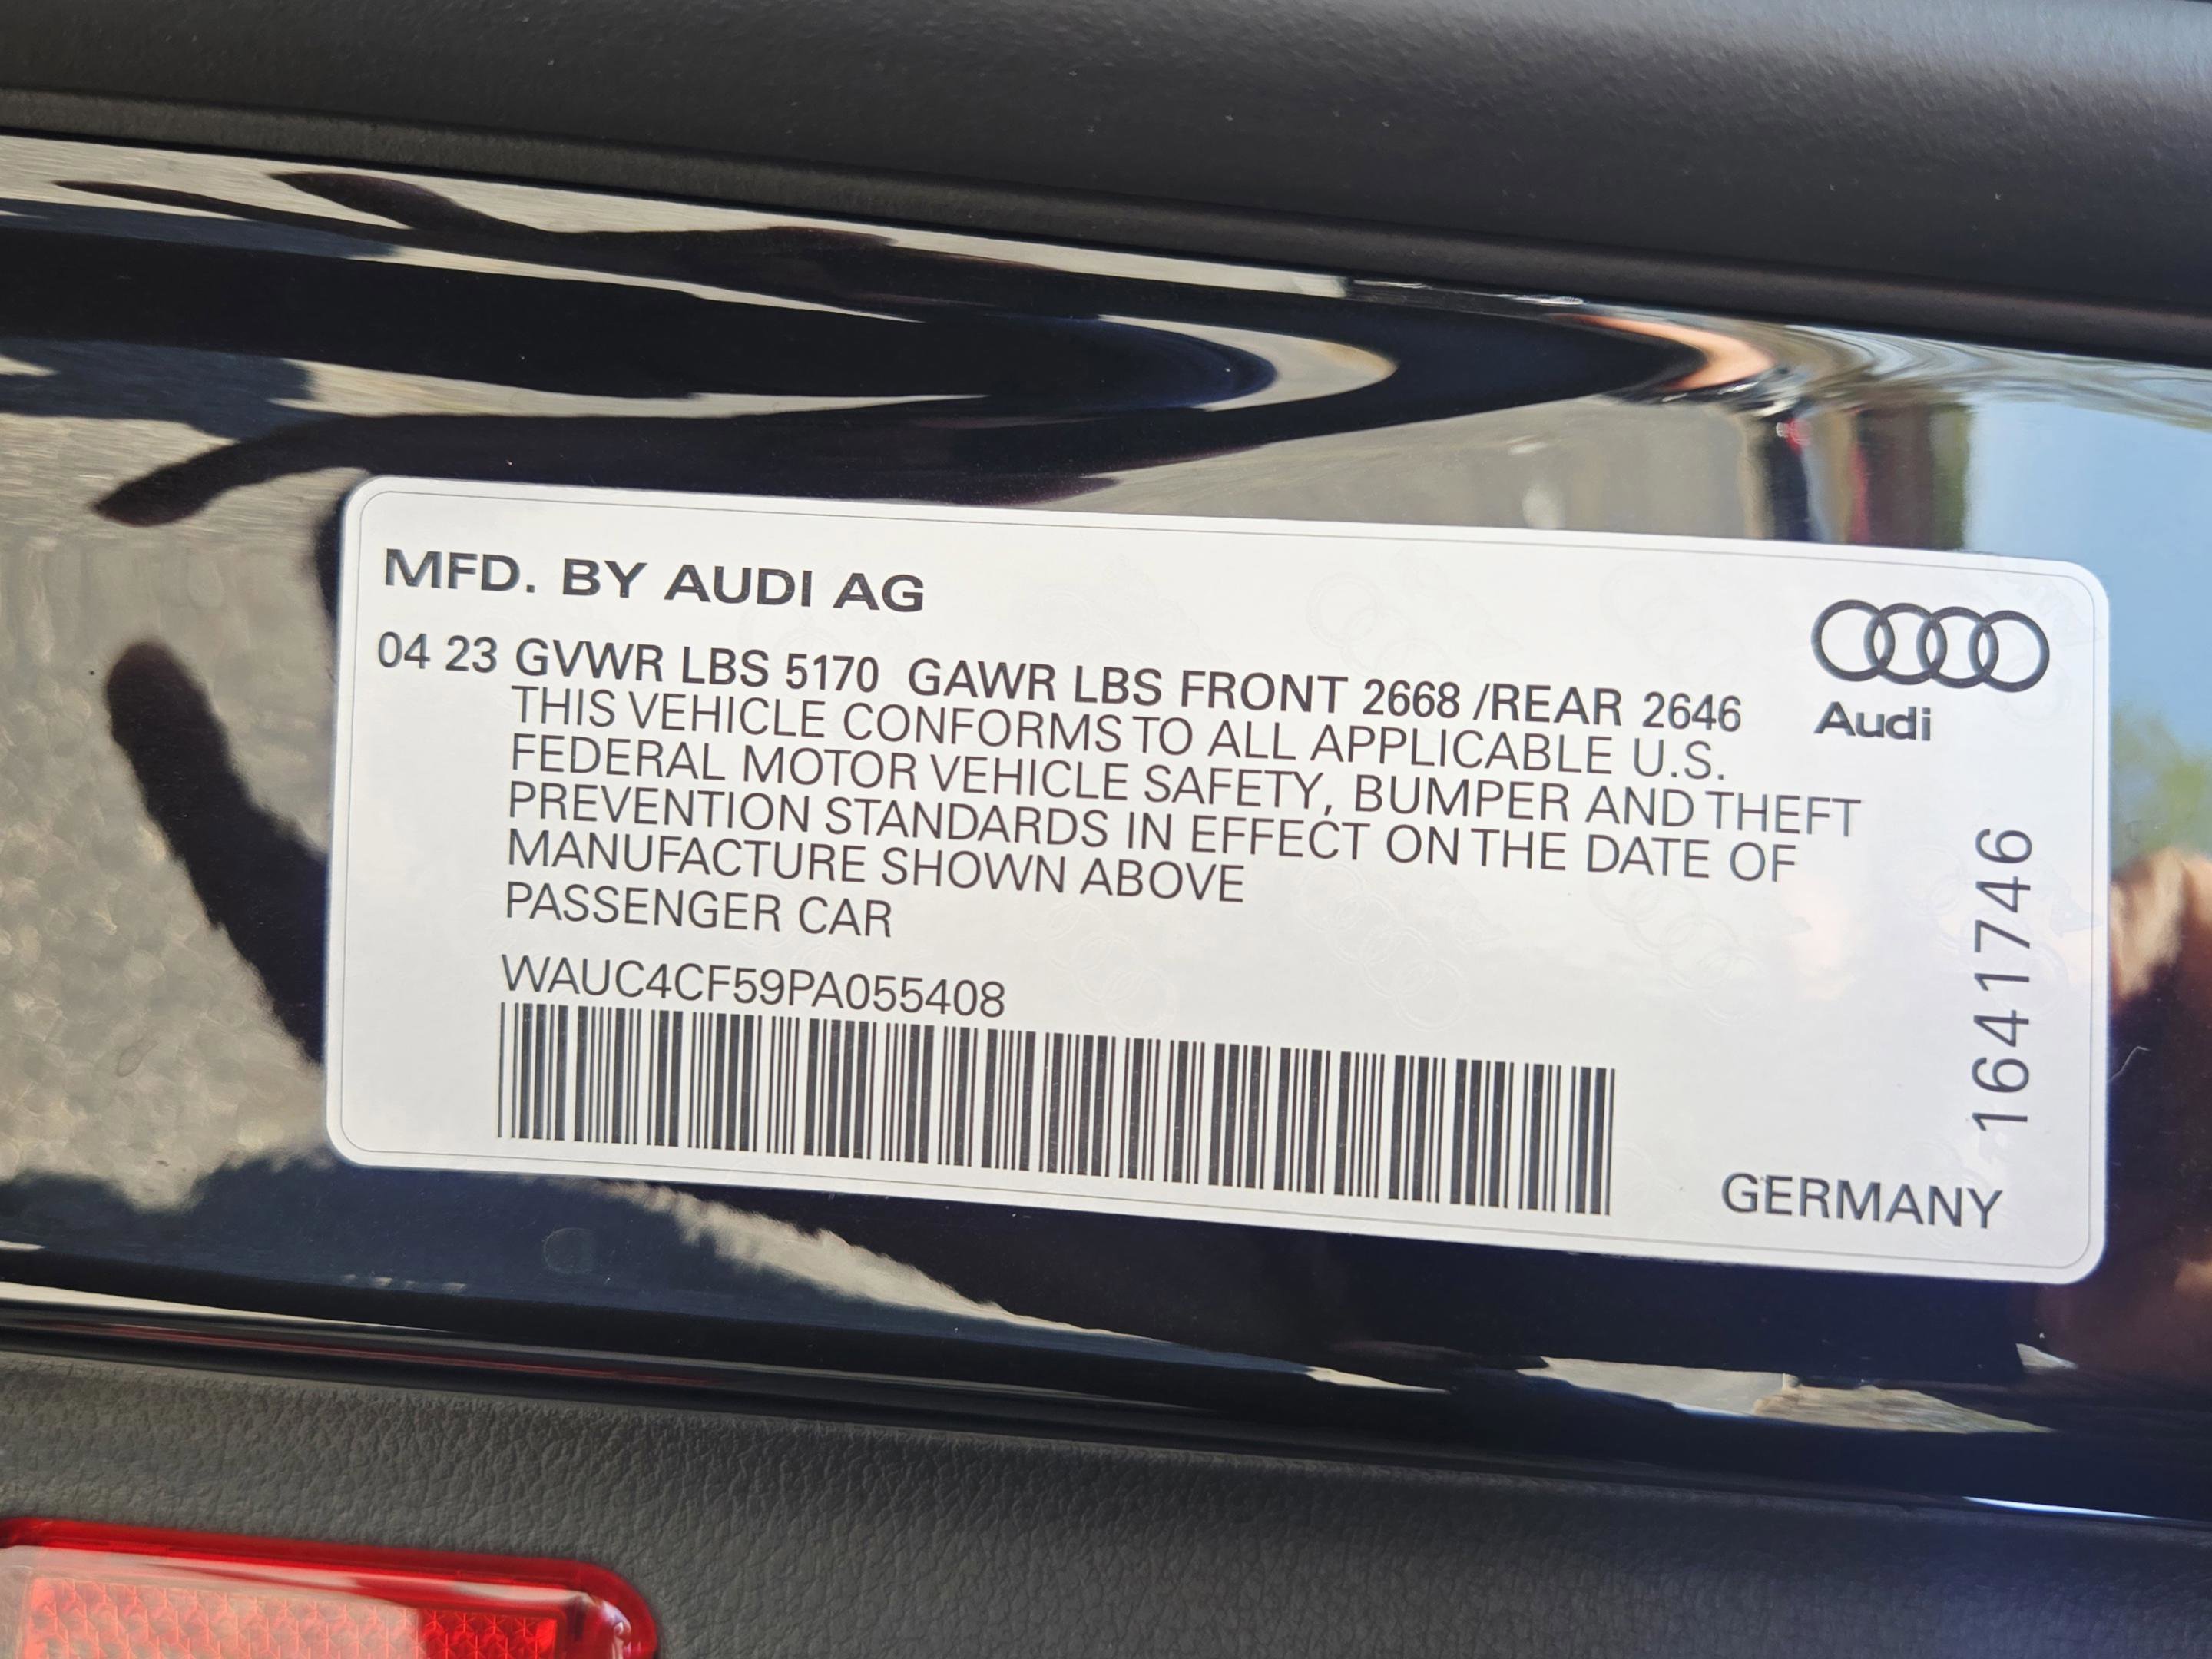 MFD. BY AUDI AG
04 23 GVWR LBS 5170 GAWR LBS FRONT 2668 /REAR 2646
THIS VEHICLE CONFORMS TO ALL APPLICABLE U.S.
FEDERAL MOTOR VEHICLE SAFETY, BUMPER AND THEFT
PREVENTION STANDARDS IN EFFECT ON THE DATE OF
MANUFACTURE SHOWN ABOVE
PASSENGER CAR
WAUC4CF59PA055408
Audi
1641746
GERMANY